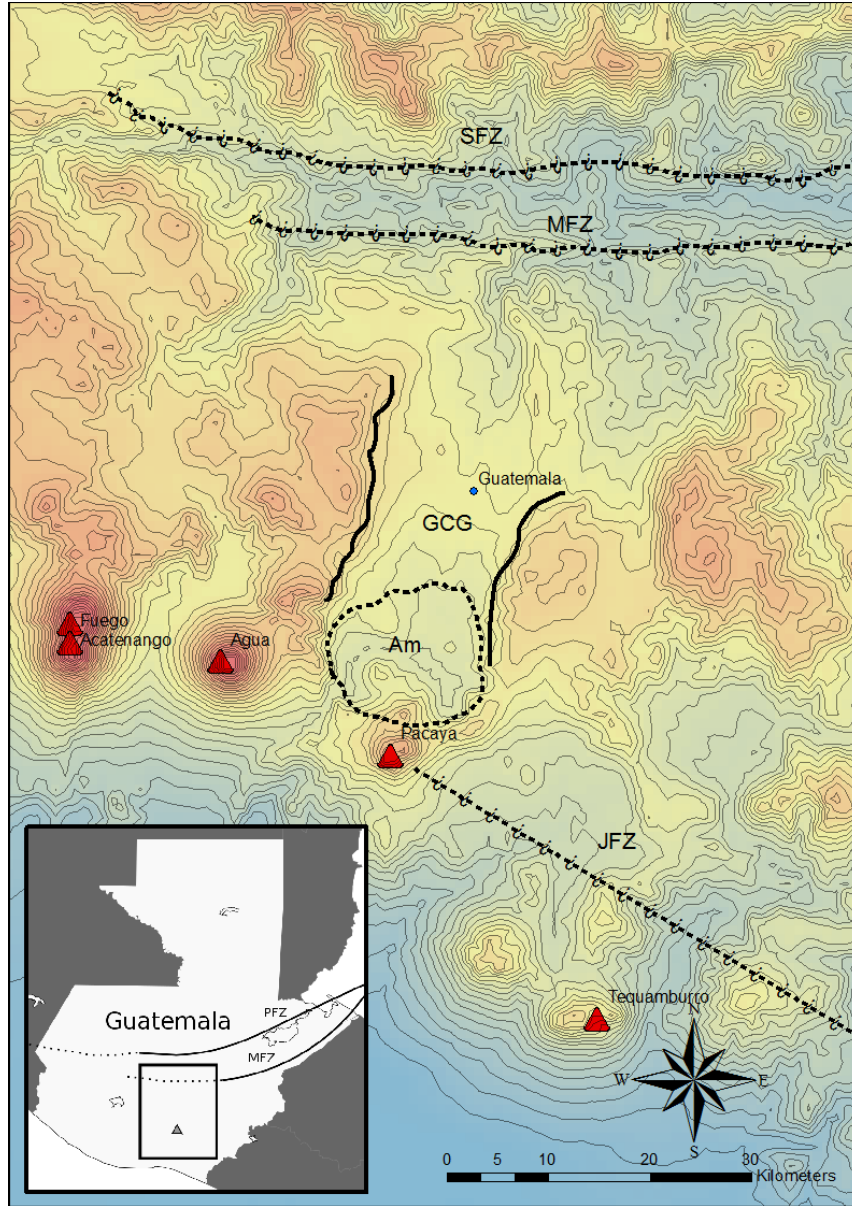 SFZ
MFZ
Guatemala
GCG
Fuego
Acatenango
Agua
Am
Pacaya
JFZ
Tequamburro
N
W E
S
Guatemala
PFZ
MFZ
0 5 10 20 30
Kilometers